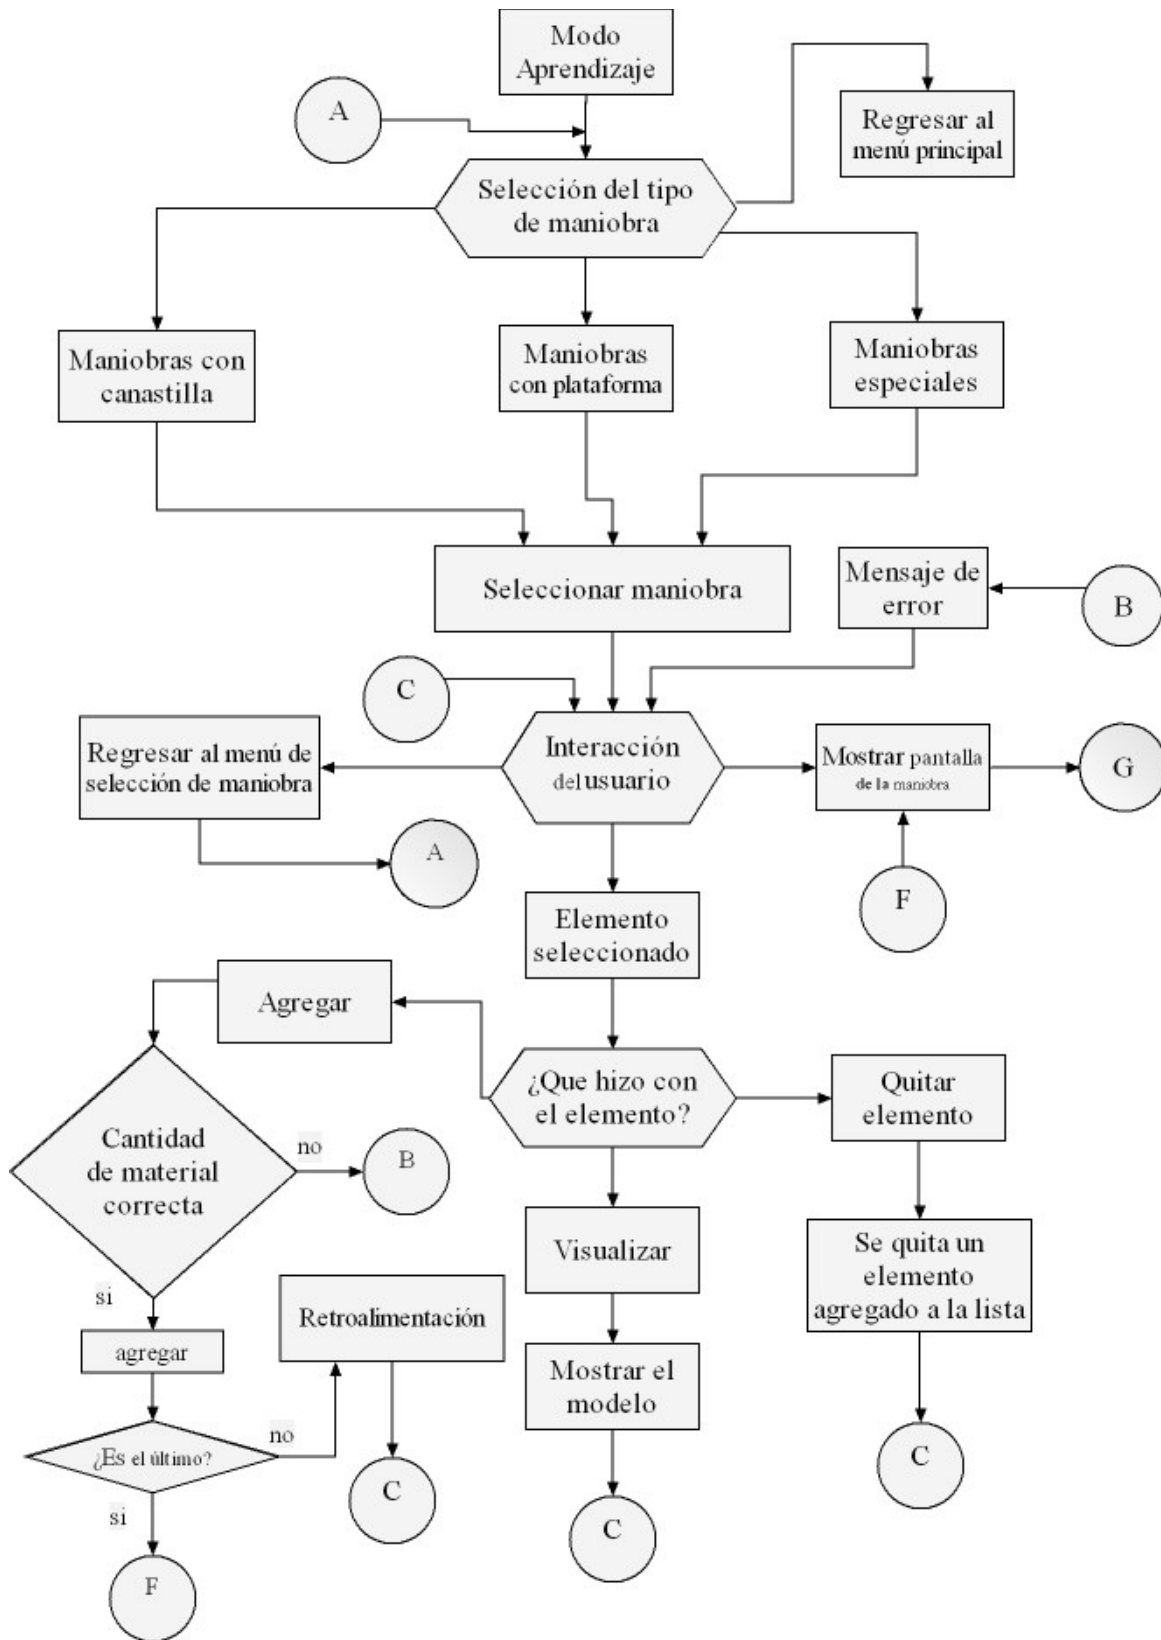 Modo
Aprendizaje
A
Regresar al
menú principal
Selección del tipo
de maniobra
Maniobras con
canastilla
Maniobras
con plataforma
Maniobras
especiales
Seleccionar maniobra
Mensaje de
error
B
C
Regresar al menú de
selección de maniobra
Interacción
del usuario
Mostrar pantalla
de la maniobra
G
A
F
Elemento
seleccionado
Agregar
¿Que hizo con
el elemento?
Quitar
elemento
Cantidad
de material
correcta
no
B
Visualizar
Se quita un
elemento
agregado a la lista
si
Retroalimentación
agregar
Mostrar el
modelo
¿Es el último?
no
C
C
C
si
F